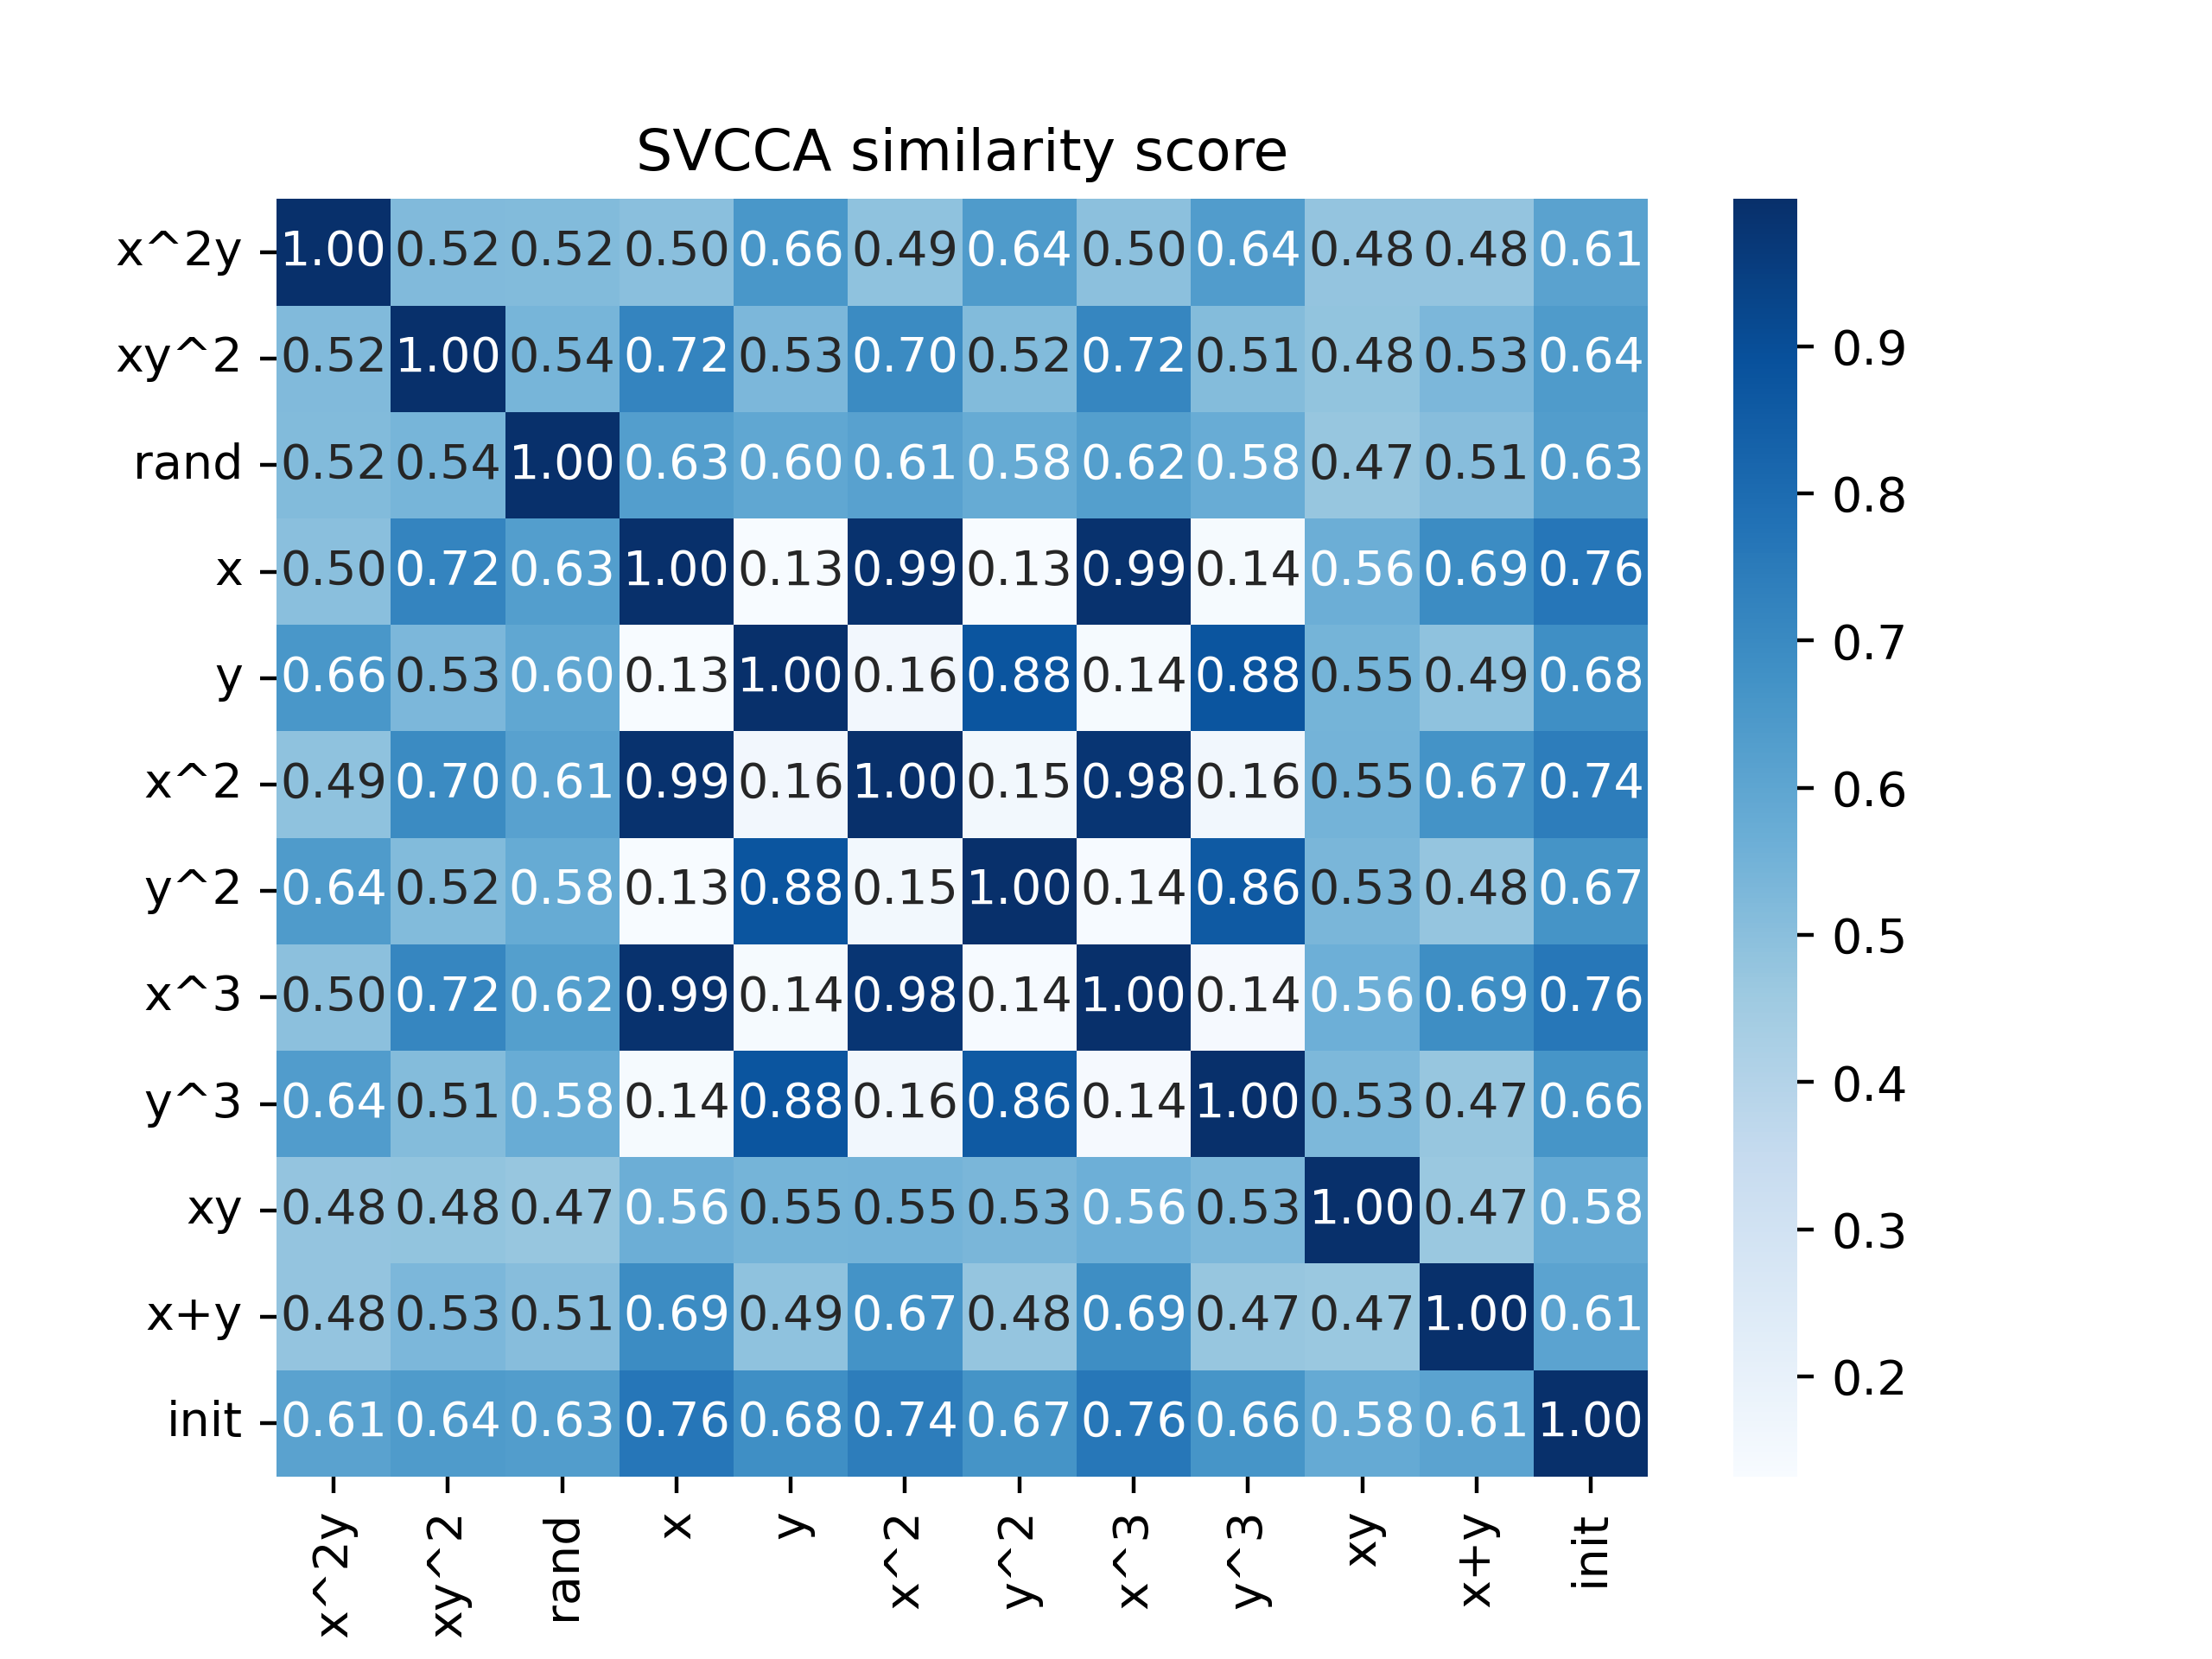 SVCCA similarity score
x^2y 1.00 0.52 0.52 0.50 0.66 0.49 0.64 0.50 0.64 0.48 0.48 0.61
xy^2 0.52 1.00 0.54 0.72 0.53 0.70 0.52 0.72 0.51 0.48 0.53 0.64
rand 0.52 0.54 1.00 0.63 0.60 0.61 0.58 0.62 0.58 0.47 0.51 0.63
x 0.50 0.72 0.63 1.00 0.13 0.99 0.13 0.99 0.14 0.56 0.69 0.76
y 0.66 0.53 0.60 0.13 1.00 0.16 0.88 0.14 0.88 0.55 0.49 0.68
x^2 0.49 0.70 0.61 0.99 0.16 1.00 0.15 0.98 0.16 0.55 0.67 0.74
y^2 0.64 0.52 0.58 0.13 0.88 0.15 1.00 0.14 0.86 0.53 0.48 0.67
x^3 0.50 0.72 0.62 0.99 0.14 0.98 0.14 1.00 0.14 0.56 0.69 0.76
y^3 0.64 0.51 0.58 0.14 0.88 0.16 0.86 0.14 1.00 0.53 0.47 0.66
xy 0.48 0.48 0.47 0.56 0.55 0.55 0.53 0.56 0.53 1.00 0.47 0.58
x+y 0.48 0.53 0.51 0.69 0.49 0.67 0.48 0.69 0.47 0.47 1.00 0.61
init 0.61 0.64 0.63 0.76 0.68 0.74 0.67 0.76 0.66 0.58 0.61 1.00
x^2y xy^2 rand x y x^2 y^2 x^3 y^3 xy x+y init
0.9
0.8
0.7
0.6
0.5
0.4
0.3
0.2